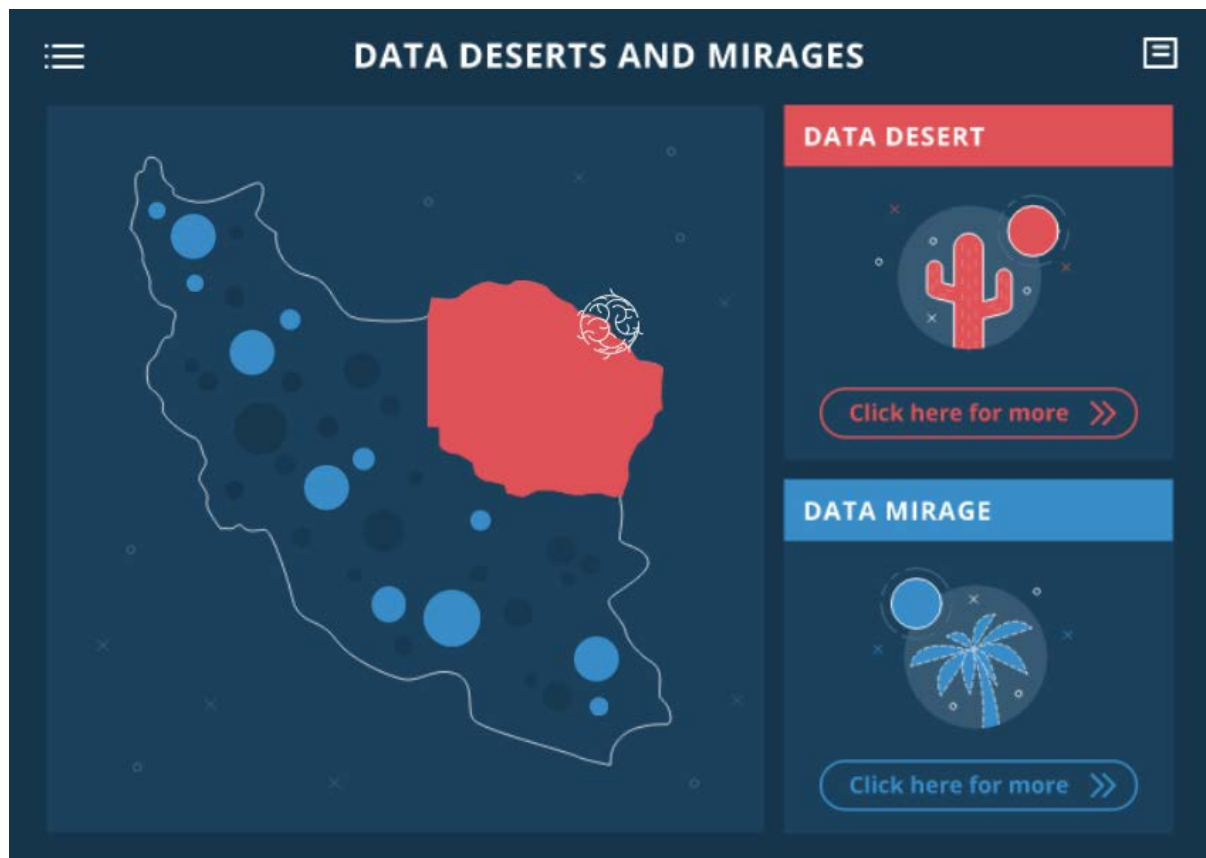 DATA DESERTS AND MIRAGES
DATA DESERT
Click here for more
DATA MIRAGE
Click here for more